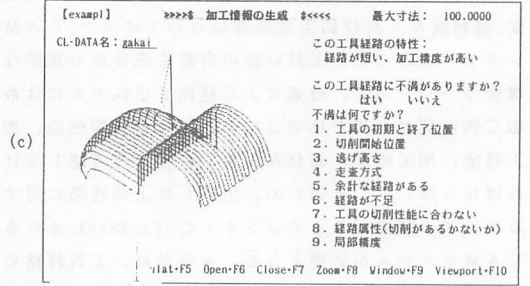 [exampl] >>>>$ 加工情報の生成 $<<<< 最大寸法: 100.0000
CL-DATA名:gakai
この工具経路の特性:
経路が短い、加工精度が高い
この工具経路に不満がありますか?
はい いいえ
不満は何ですか?
1. 工具の初期と終了位置
2. 切削開始位置
3. 逃げ高さ
4. 走査方式
5. 余計な経路がある
6. 経路が不足
7. 工具の切削性能に合わない
8. 経路属性(切削があるかないか)
9. 局部精度
(c)
ulat・F5 Open・F6 Close・F7 Zoom・F8 Window・F9 Viewport・F10